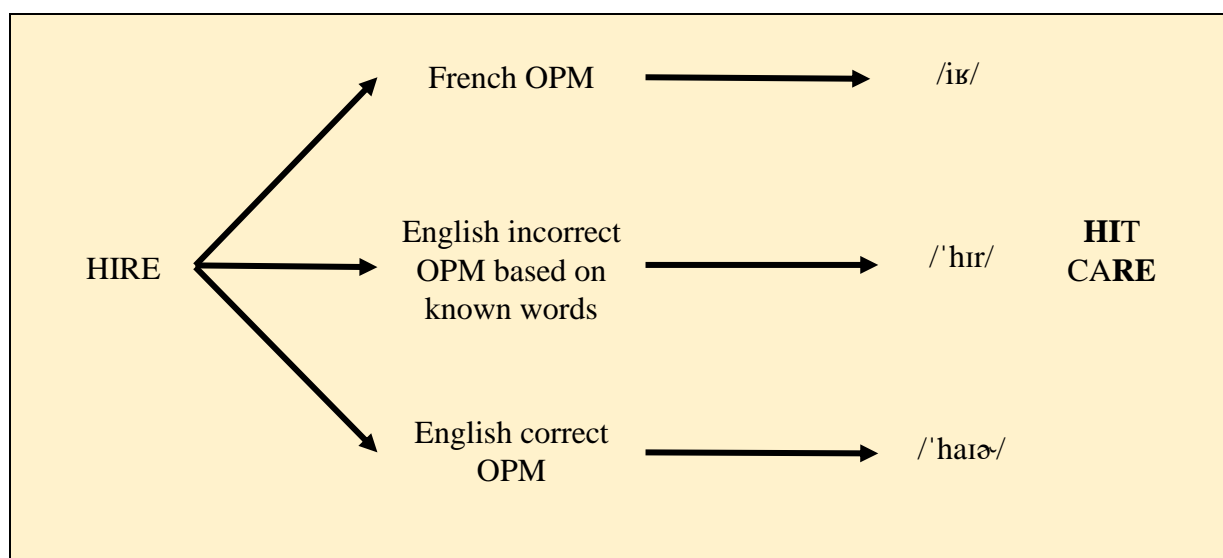 HIRE
French OPM
/iʁ/
English incorrect
OPM based on
known words
/ˈhɪr/
HIT
CARE
English correct
OPM
/ˈhaɪɚ/